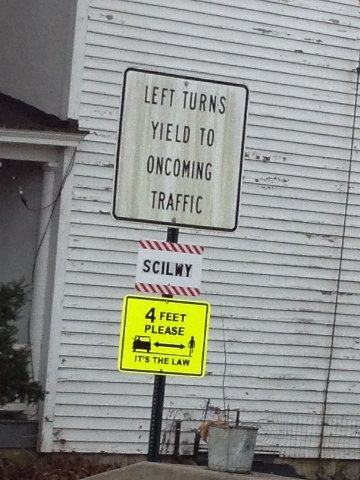 LEFT TURNS
YIELD TO
ONCOMING
TRAFFIC
SCILWY
4 FEET
PLEASE
IT'S THE LAW